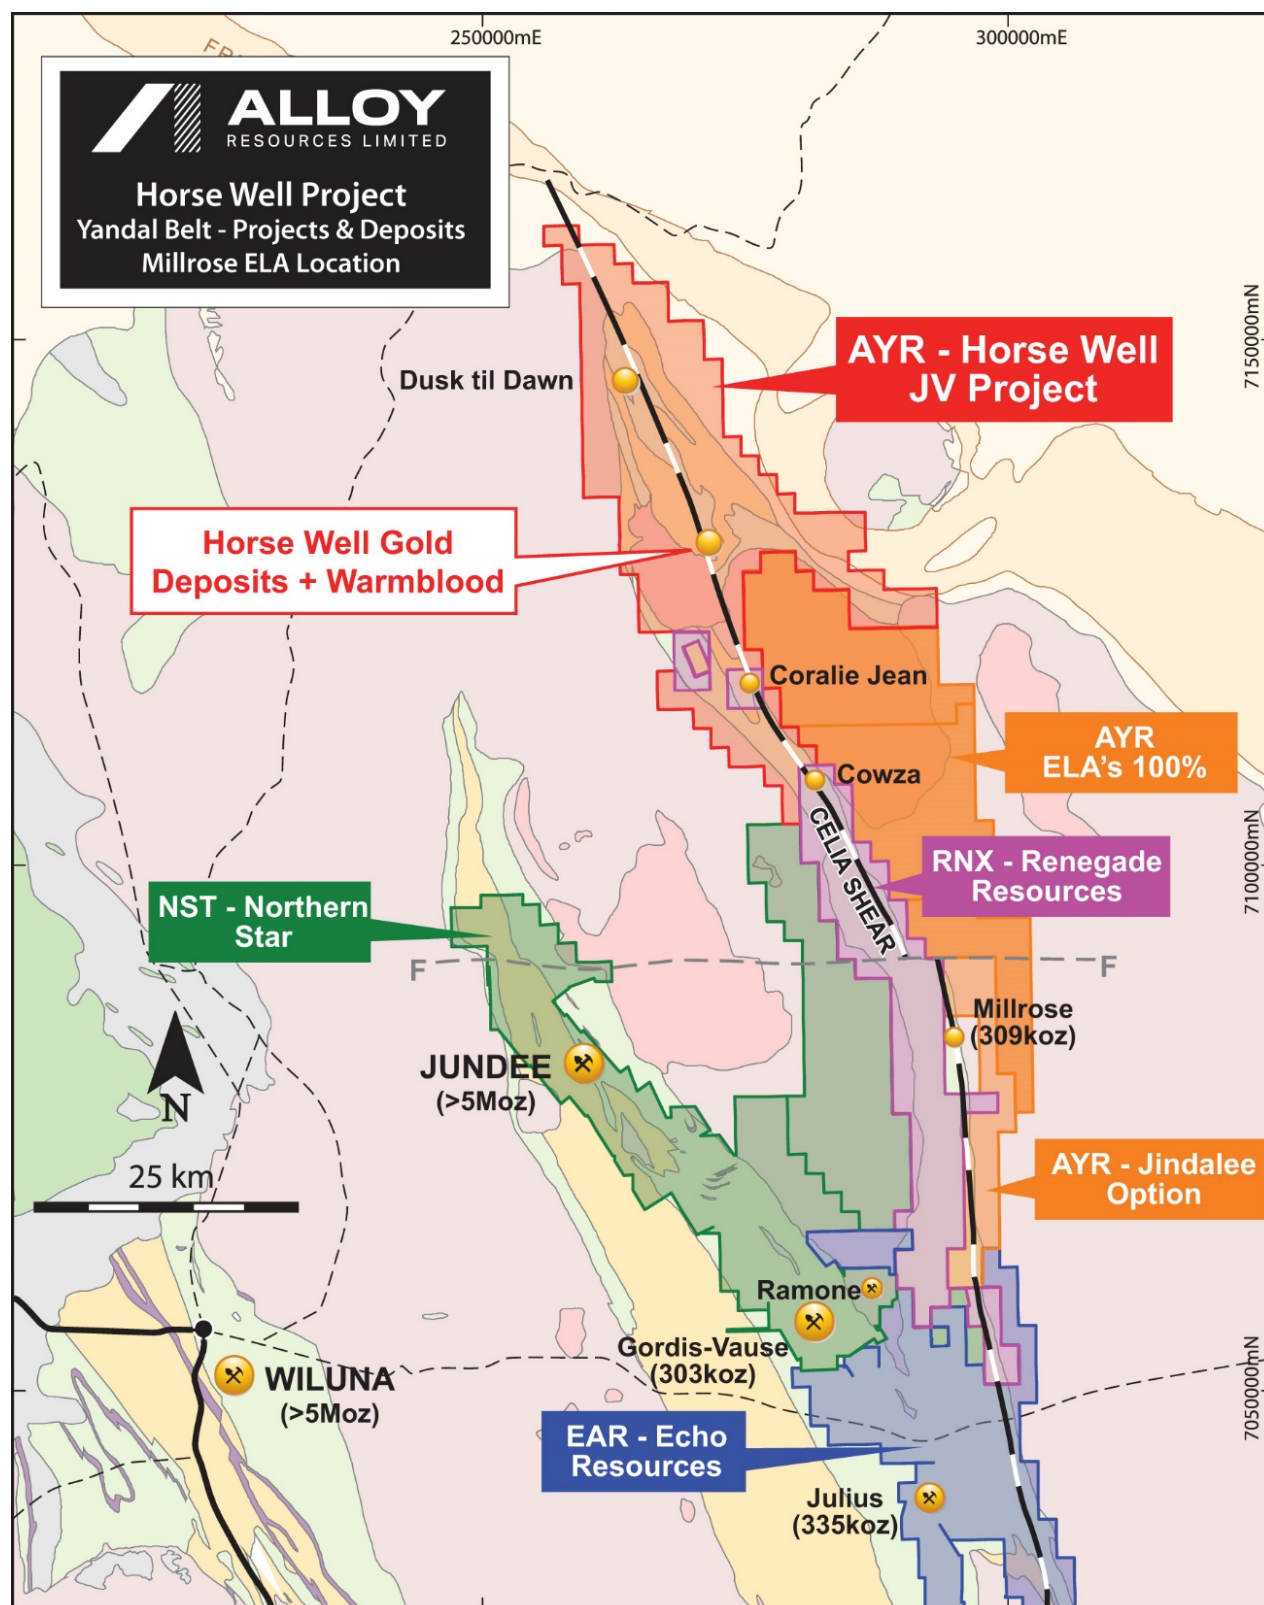 250000mE
300000mE
ALLOY
RESOURCES LIMITED
Horse Well Project
Yandal Belt - Projects & Deposits
Millrose ELA Location
7150000mN
AYR - Horse Well
JV Project
Dusk til Dawn
Horse Well Gold
Deposits + Warmblood
Coralie Jean
AYR
ELA's 100%
Cowza
CELIA SHEAR
RNX - Renegade
Resources
7100000mN
NST - Northern
Star
F
F
Millrose
(309koz)
JUNDEE
(>5Moz)
N
25 km
AYR - Jindalee
Option
Ramone
Gordis-Vause
(303koz)
WILUNA
(>5Moz)
7050000mN
EAR - Echo
Resources
Julius
(335koz)